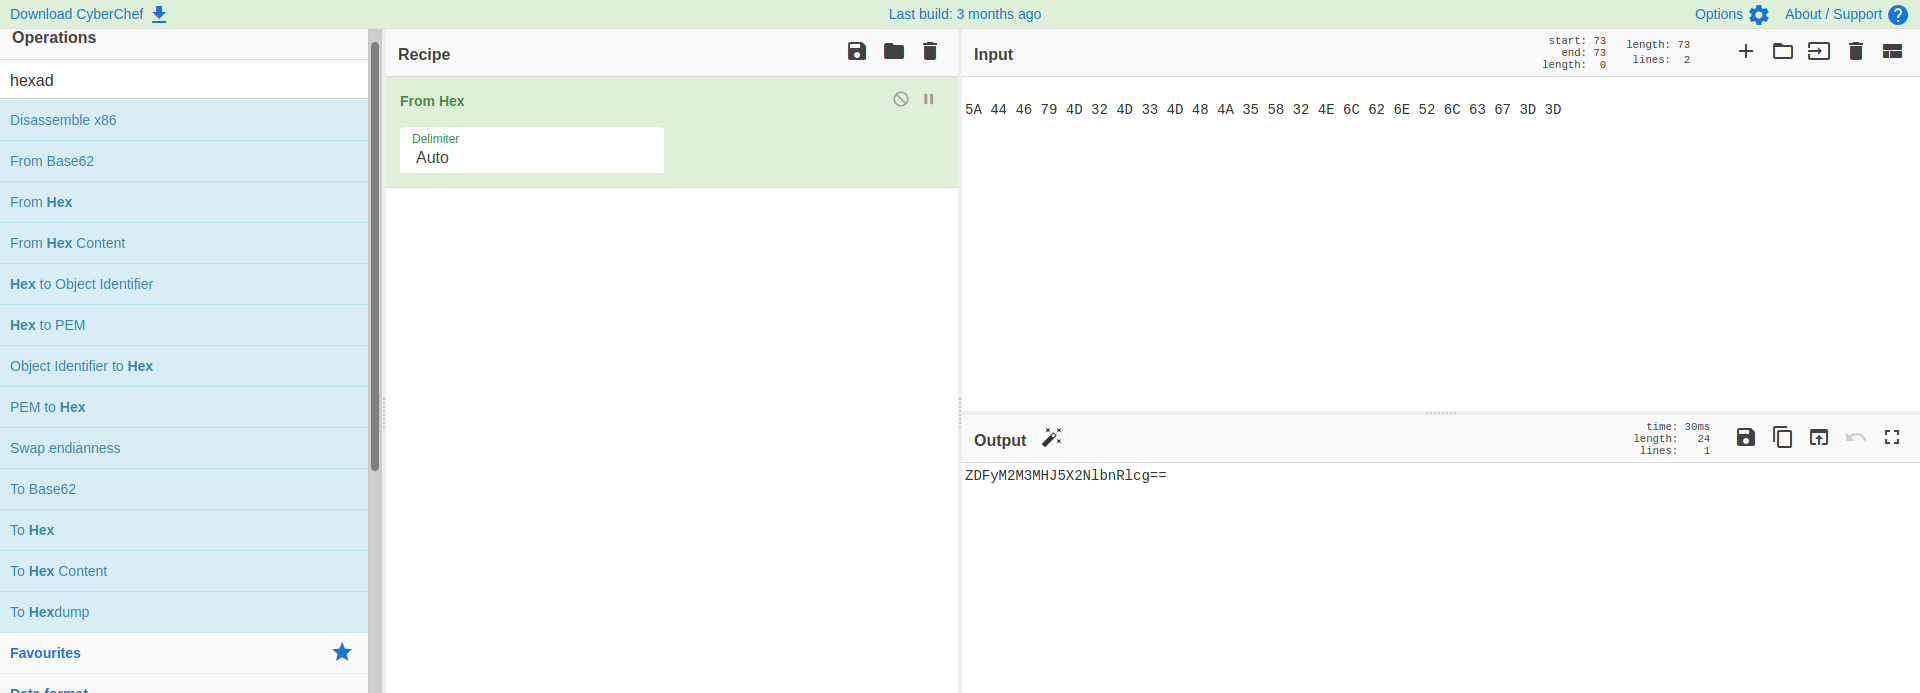 Download CyberChef
Last build: 3 months ago
Options
About / Support
Operations
hexad
Disassemble x86
From Base62
From Hex
From Hex Content
Hex to Object Identifier
Hex to PEM
Object Identifier to Hex
PEM to Hex
Swap endianness
To Base62
To Hex
To Hex Content
To Hexdump
Favourites
Data format
Recipe
From Hex
Delimiter
Auto
Input
start: 73
end: 73
length: 0
length: 73
lines: 2
5A 44 46 79 4D 32 4D 33 4D 48 4A 35 58 32 4E 6C 62 6E 52 6C 63 67 3D 3D
Output
time: 30ms
length: 24
lines: 1
ZDFyM2M3MHJ5X2NlbnRlcg==